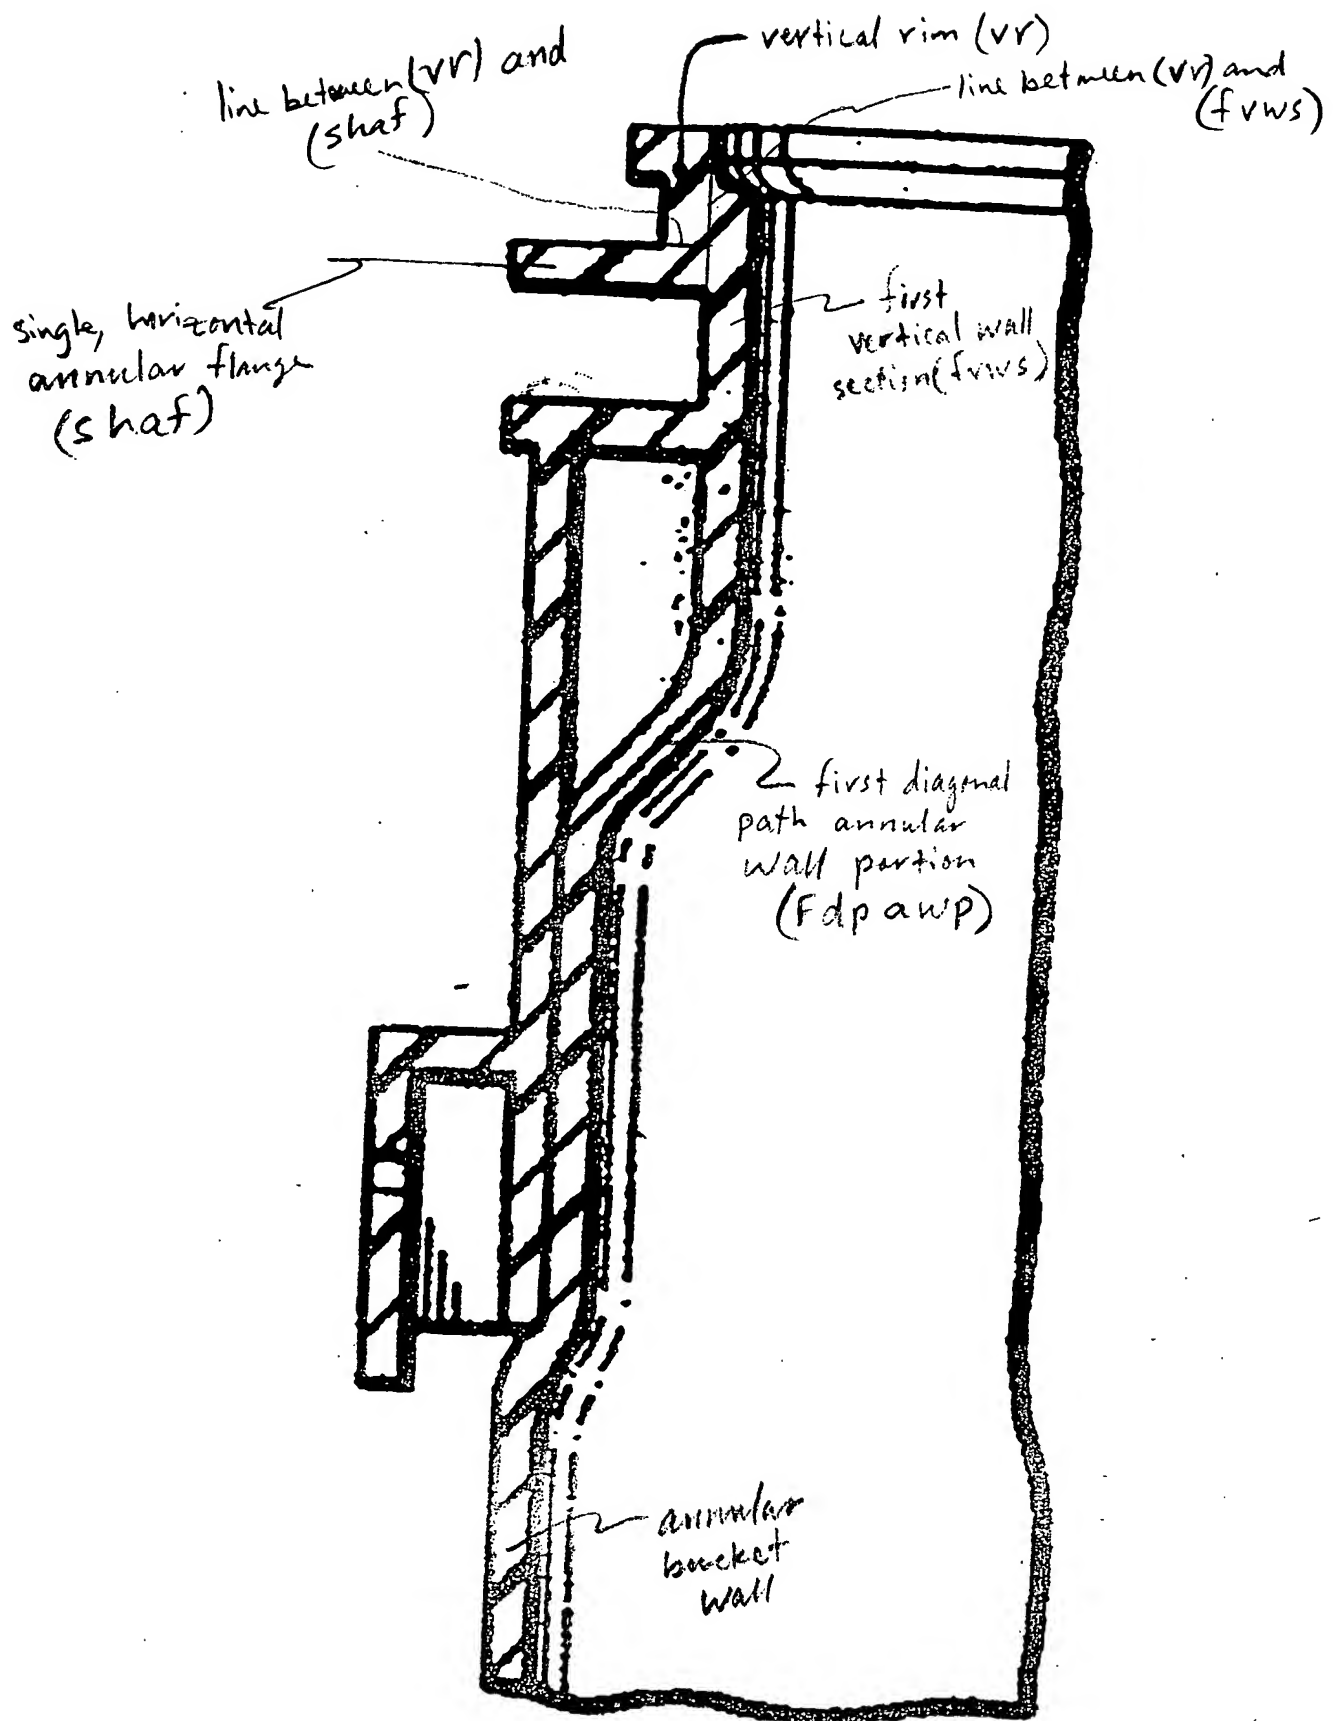 vertical rim (vr)
line between (vr) and
(shaf)
line between (vr) and
(fvws)
single, horizontal
annular flange
(shaf)
first
vertical wall
section (fvws)
first diagonal
path annular
wall portion
(Fdpawp)
annular
bucket
wall